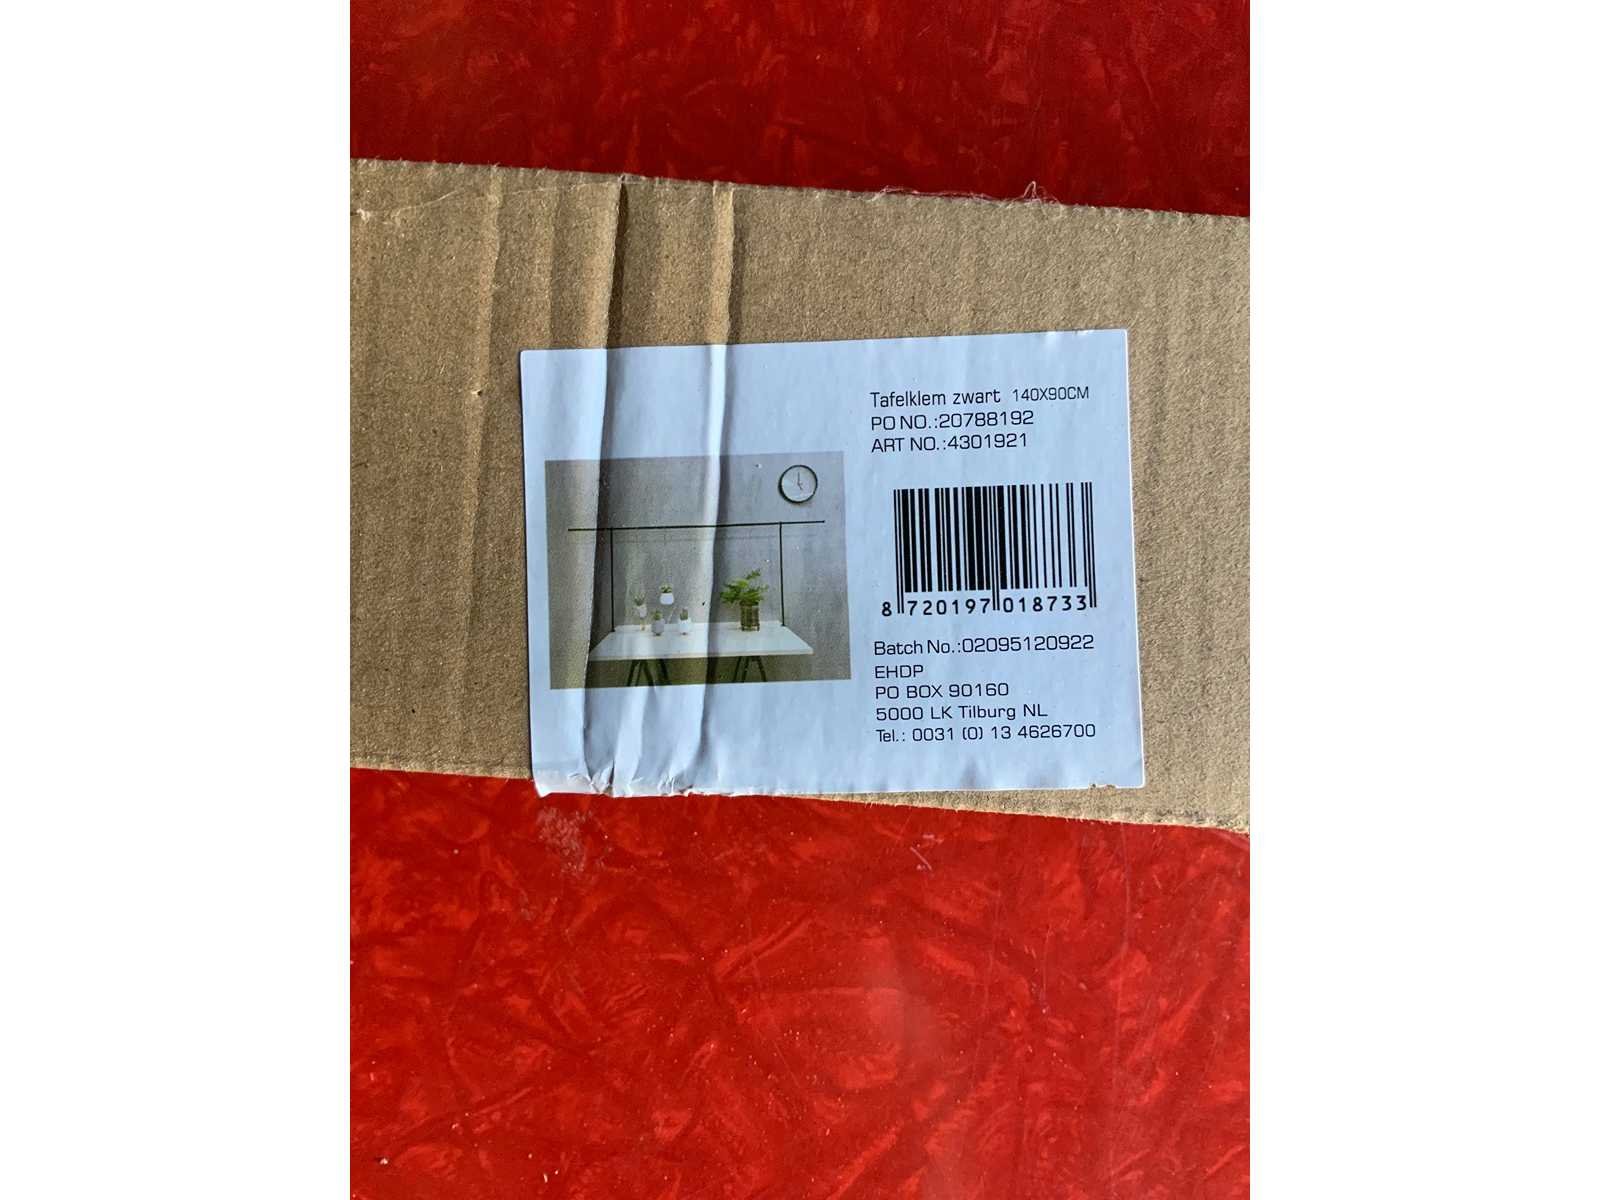 Tafelklem zwart 140X90CM
PO NO.:20788192
ART NO.:4301921
8 720197 018733
Batch No.:02095120922
EHDP
PO BOX 90160
5000 LK Tilburg NL
Tel.: 0031 (0) 13 4626700